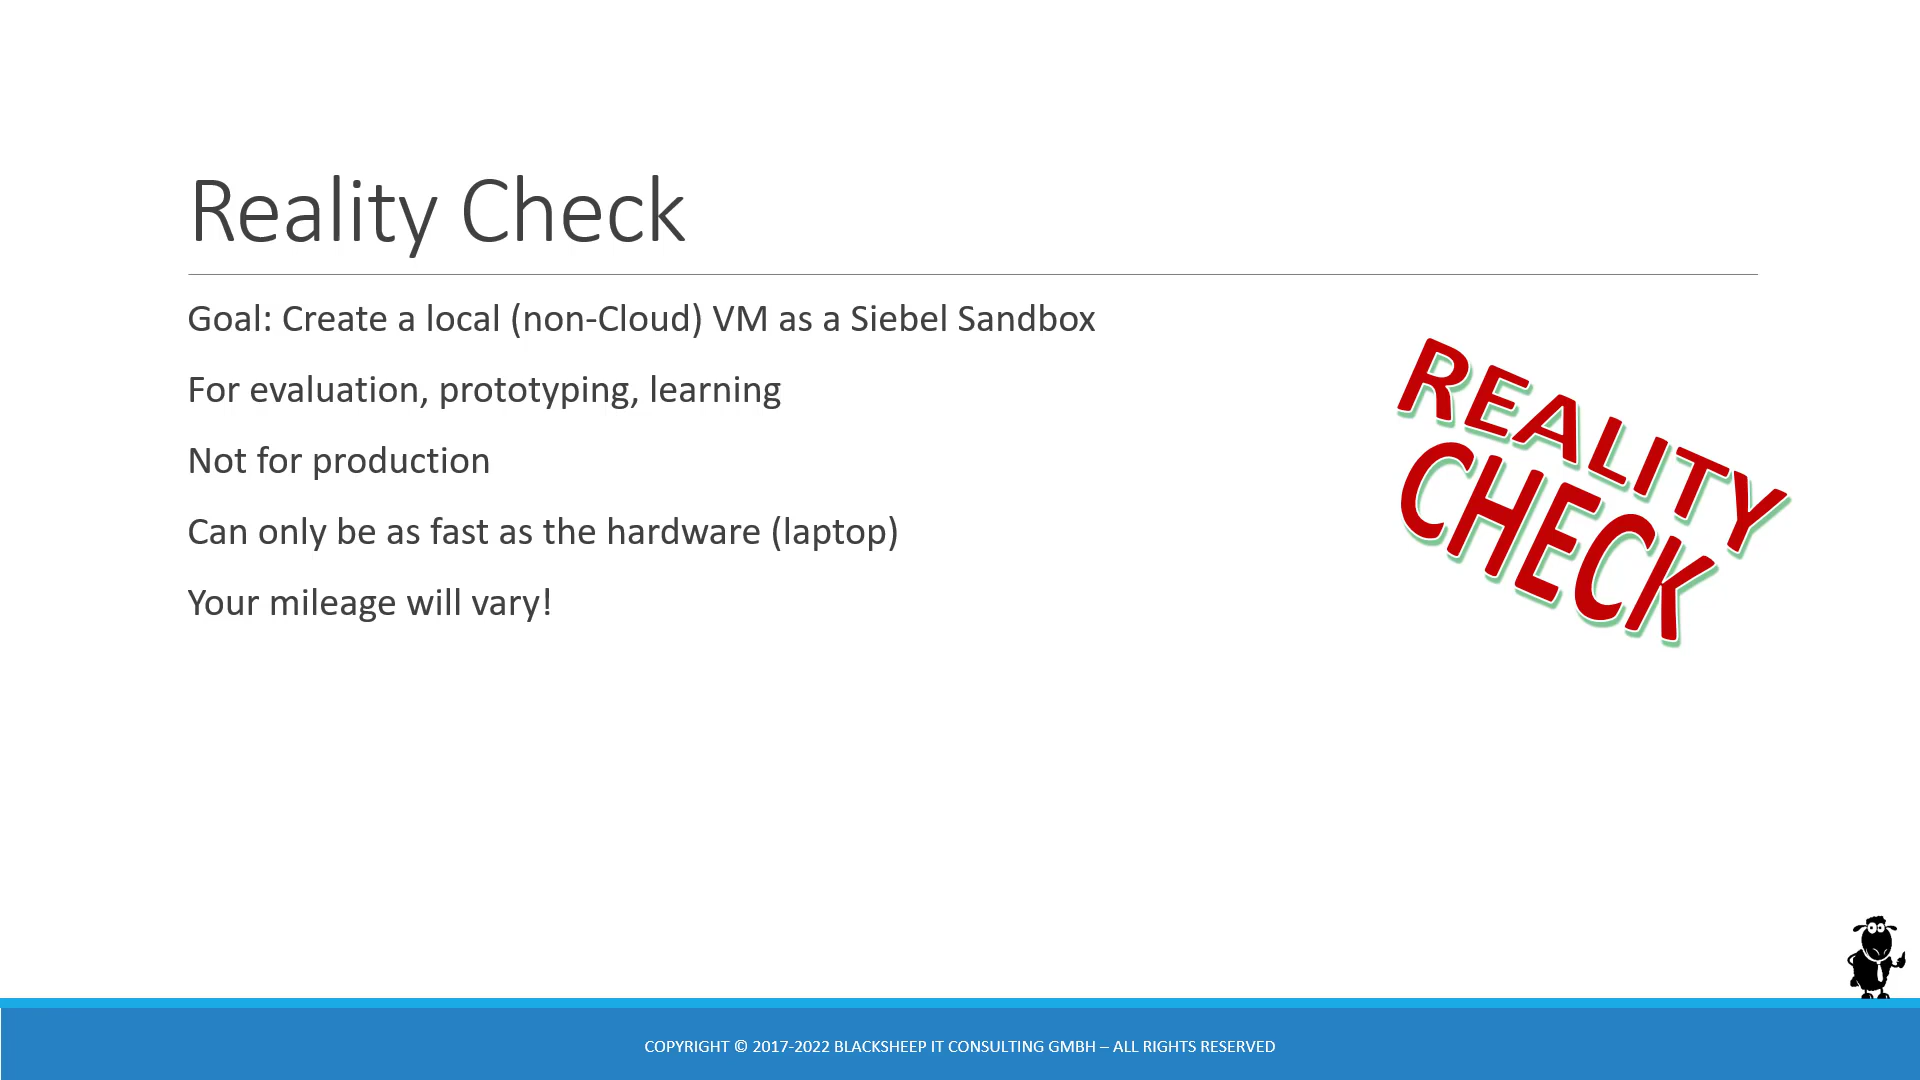 Reality Check
Goal: Create a local (non-Cloud) VM as a Siebel Sandbox
For evaluation, prototyping, learning
Not for production
Can only be as fast as the hardware (laptop)
Your mileage will vary!
REALITY
CHECK
COPYRIGHT © 2017-2022 BLACKSHEEP IT CONSULTING GMBH – ALL RIGHTS RESERVED